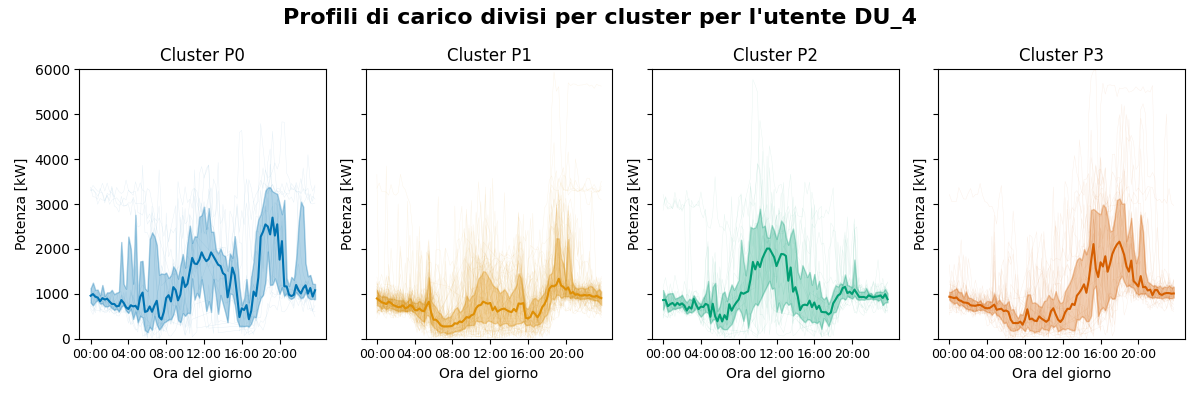 Profili di carico divisi per cluster per l'utente DU_4
Cluster P0
Cluster P1
Cluster P2
Cluster P3
Potenza [kW]
6000
5000
4000
3000
2000
1000
0
00:00 04:00 08:00 12:00 16:00 20:00
Ora del giorno
Potenza [kW]
00:00 04:00 08:00 12:00 16:00 20:00
Ora del giorno
Potenza [kW]
00:00 04:00 08:00 12:00 16:00 20:00
Ora del giorno
Potenza [kW]
00:00 04:00 08:00 12:00 16:00 20:00
Ora del giorno